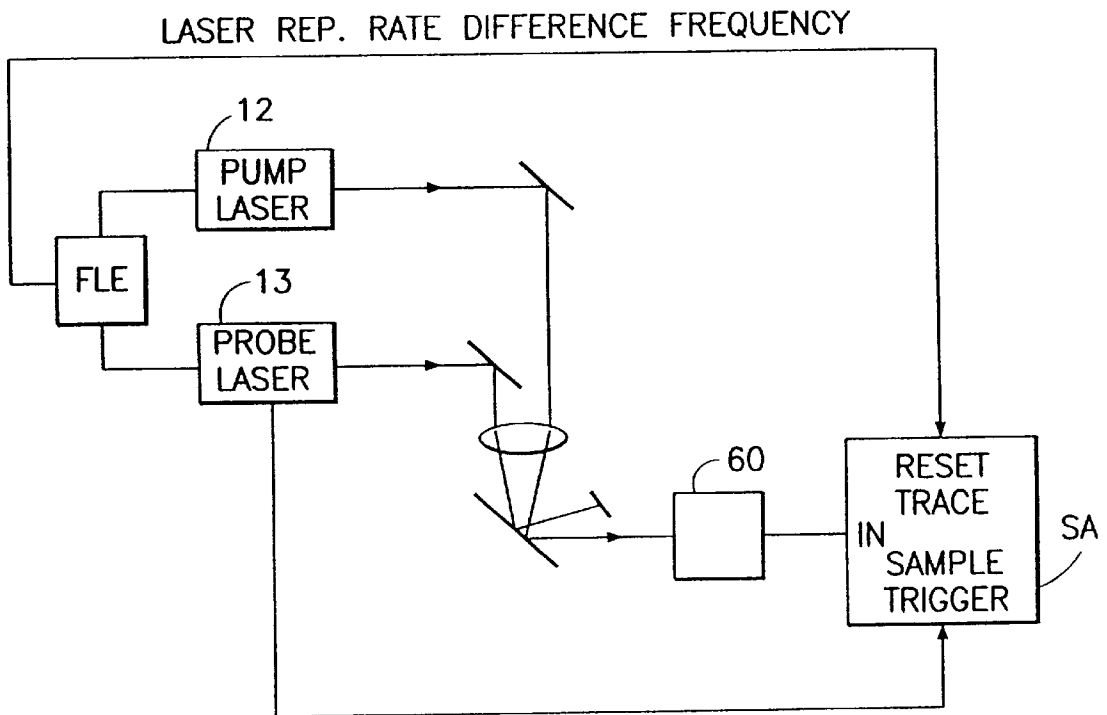 LASER REP. RATE DIFFERENCE FREQUENCY
12
PUMP
LASER
FLE
13
PROBE
LASER
60
RESET
TRACE
IN
SA
SAMPLE
TRIGGER